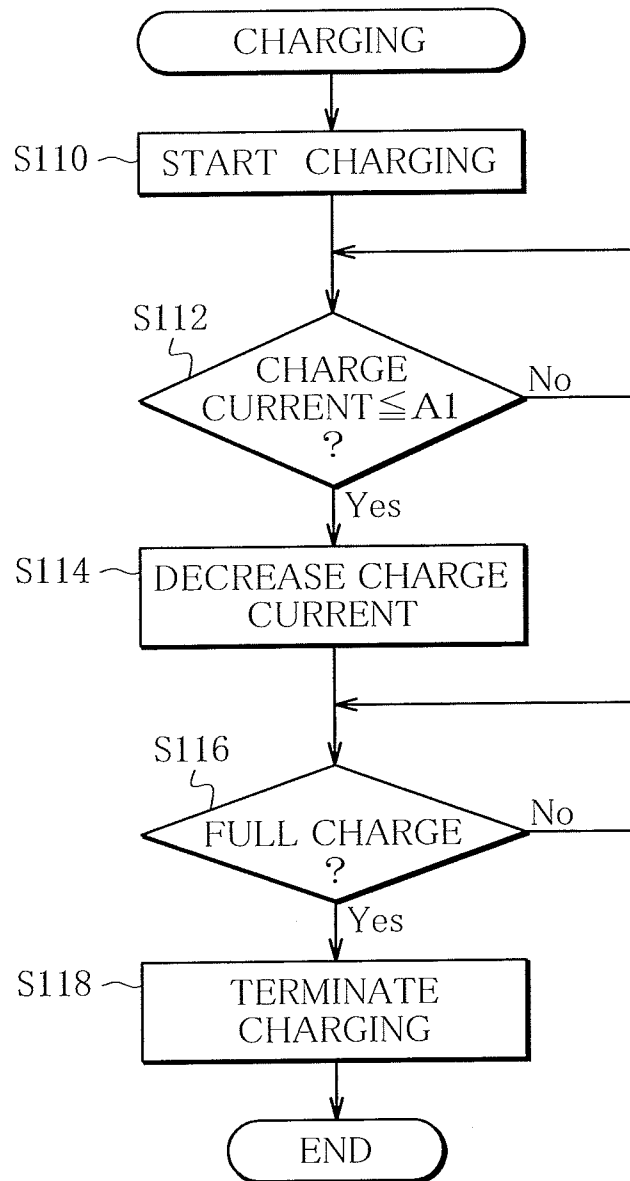 CHARGING
S110
START CHARGING
S112
CHARGE
CURRENT≦A1
?
No
Yes
S114
DECREASE CHARGE
CURRENT
S116
FULL CHARGE
?
No
Yes
S118
TERMINATE
CHARGING
END